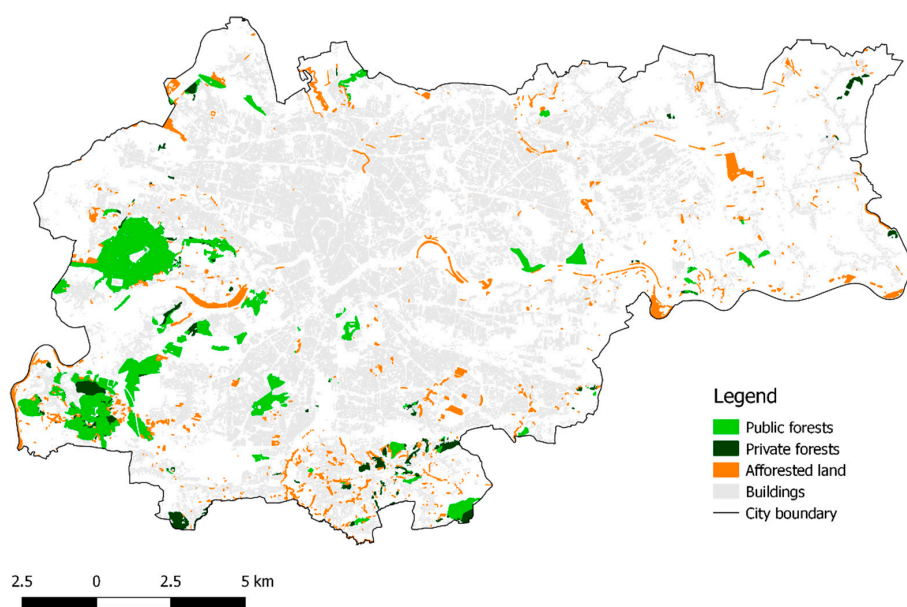 Legend
Public forests
Private forests
Afforested land
Buildings
City boundary
2.5 0 2.5 5 km